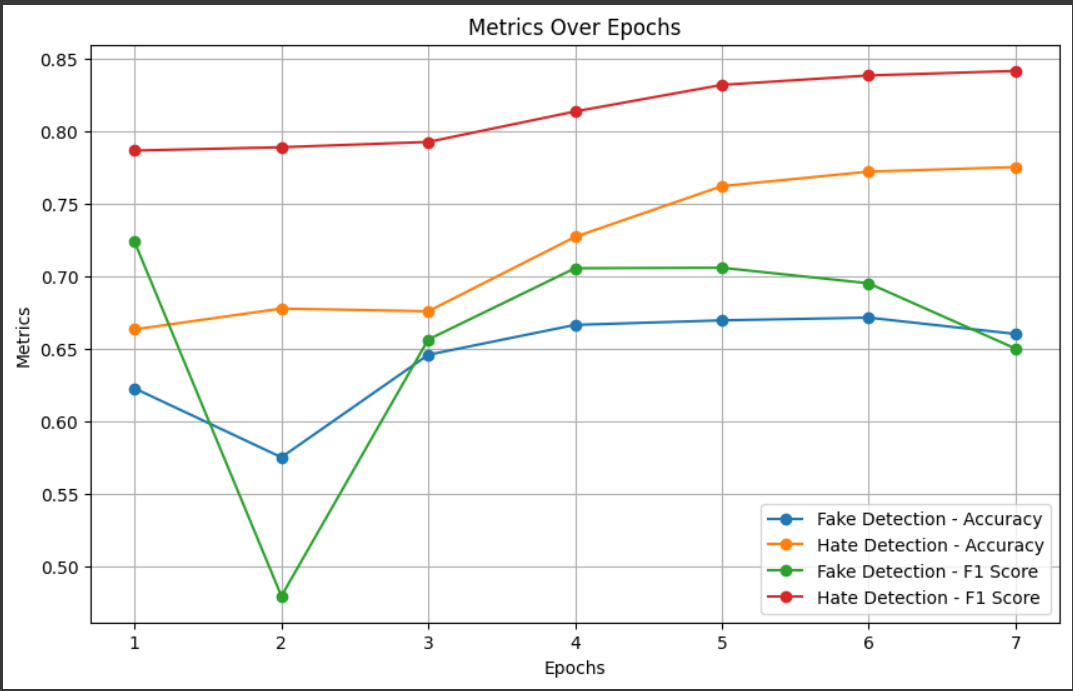 Metrics Over Epochs
0.85
0.80
0.75
0.70
0.65
0.60
0.55
0.50
Metrics
1 2 3 4 5 6 7
Epochs
Fake Detection - Accuracy
Hate Detection - Accuracy
Fake Detection - F1 Score
Hate Detection - F1 Score